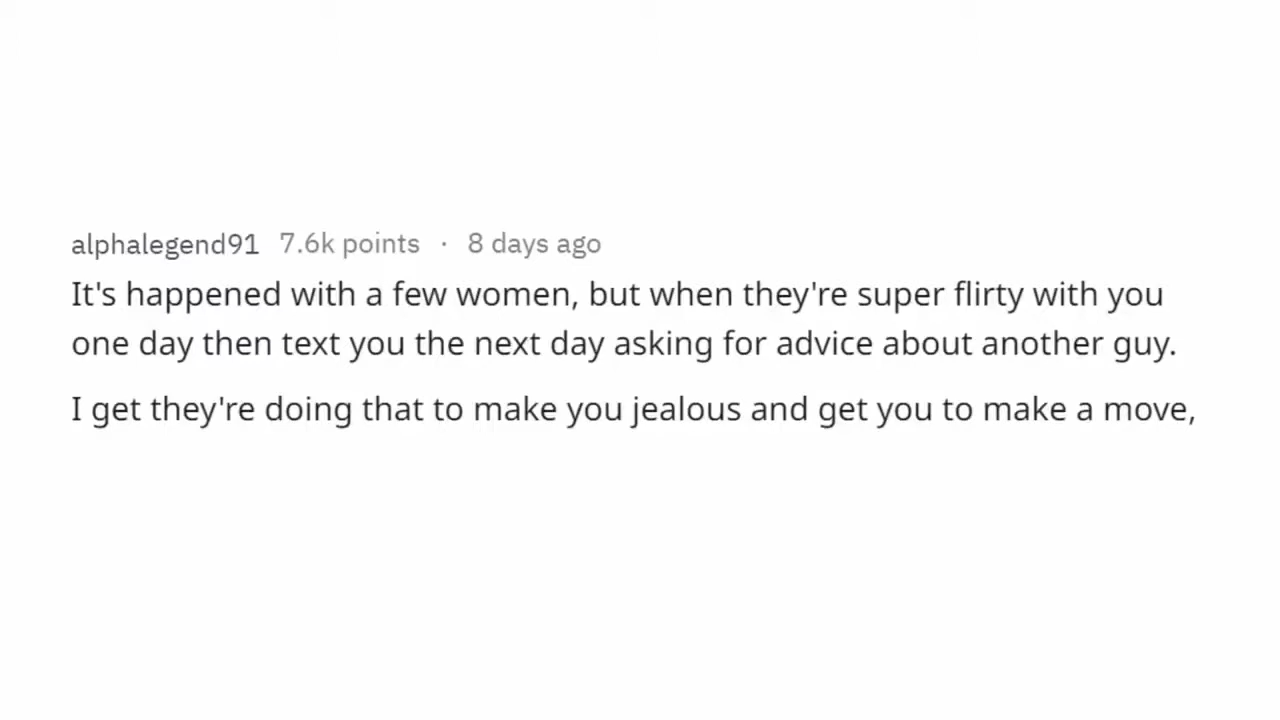 alphalegend91 7.6k points · 8 days ago
It's happened with a few women, but when they're super flirty with you
one day then text you the next day asking for advice about another guy.
I get they're doing that to make you jealous and get you to make a move,